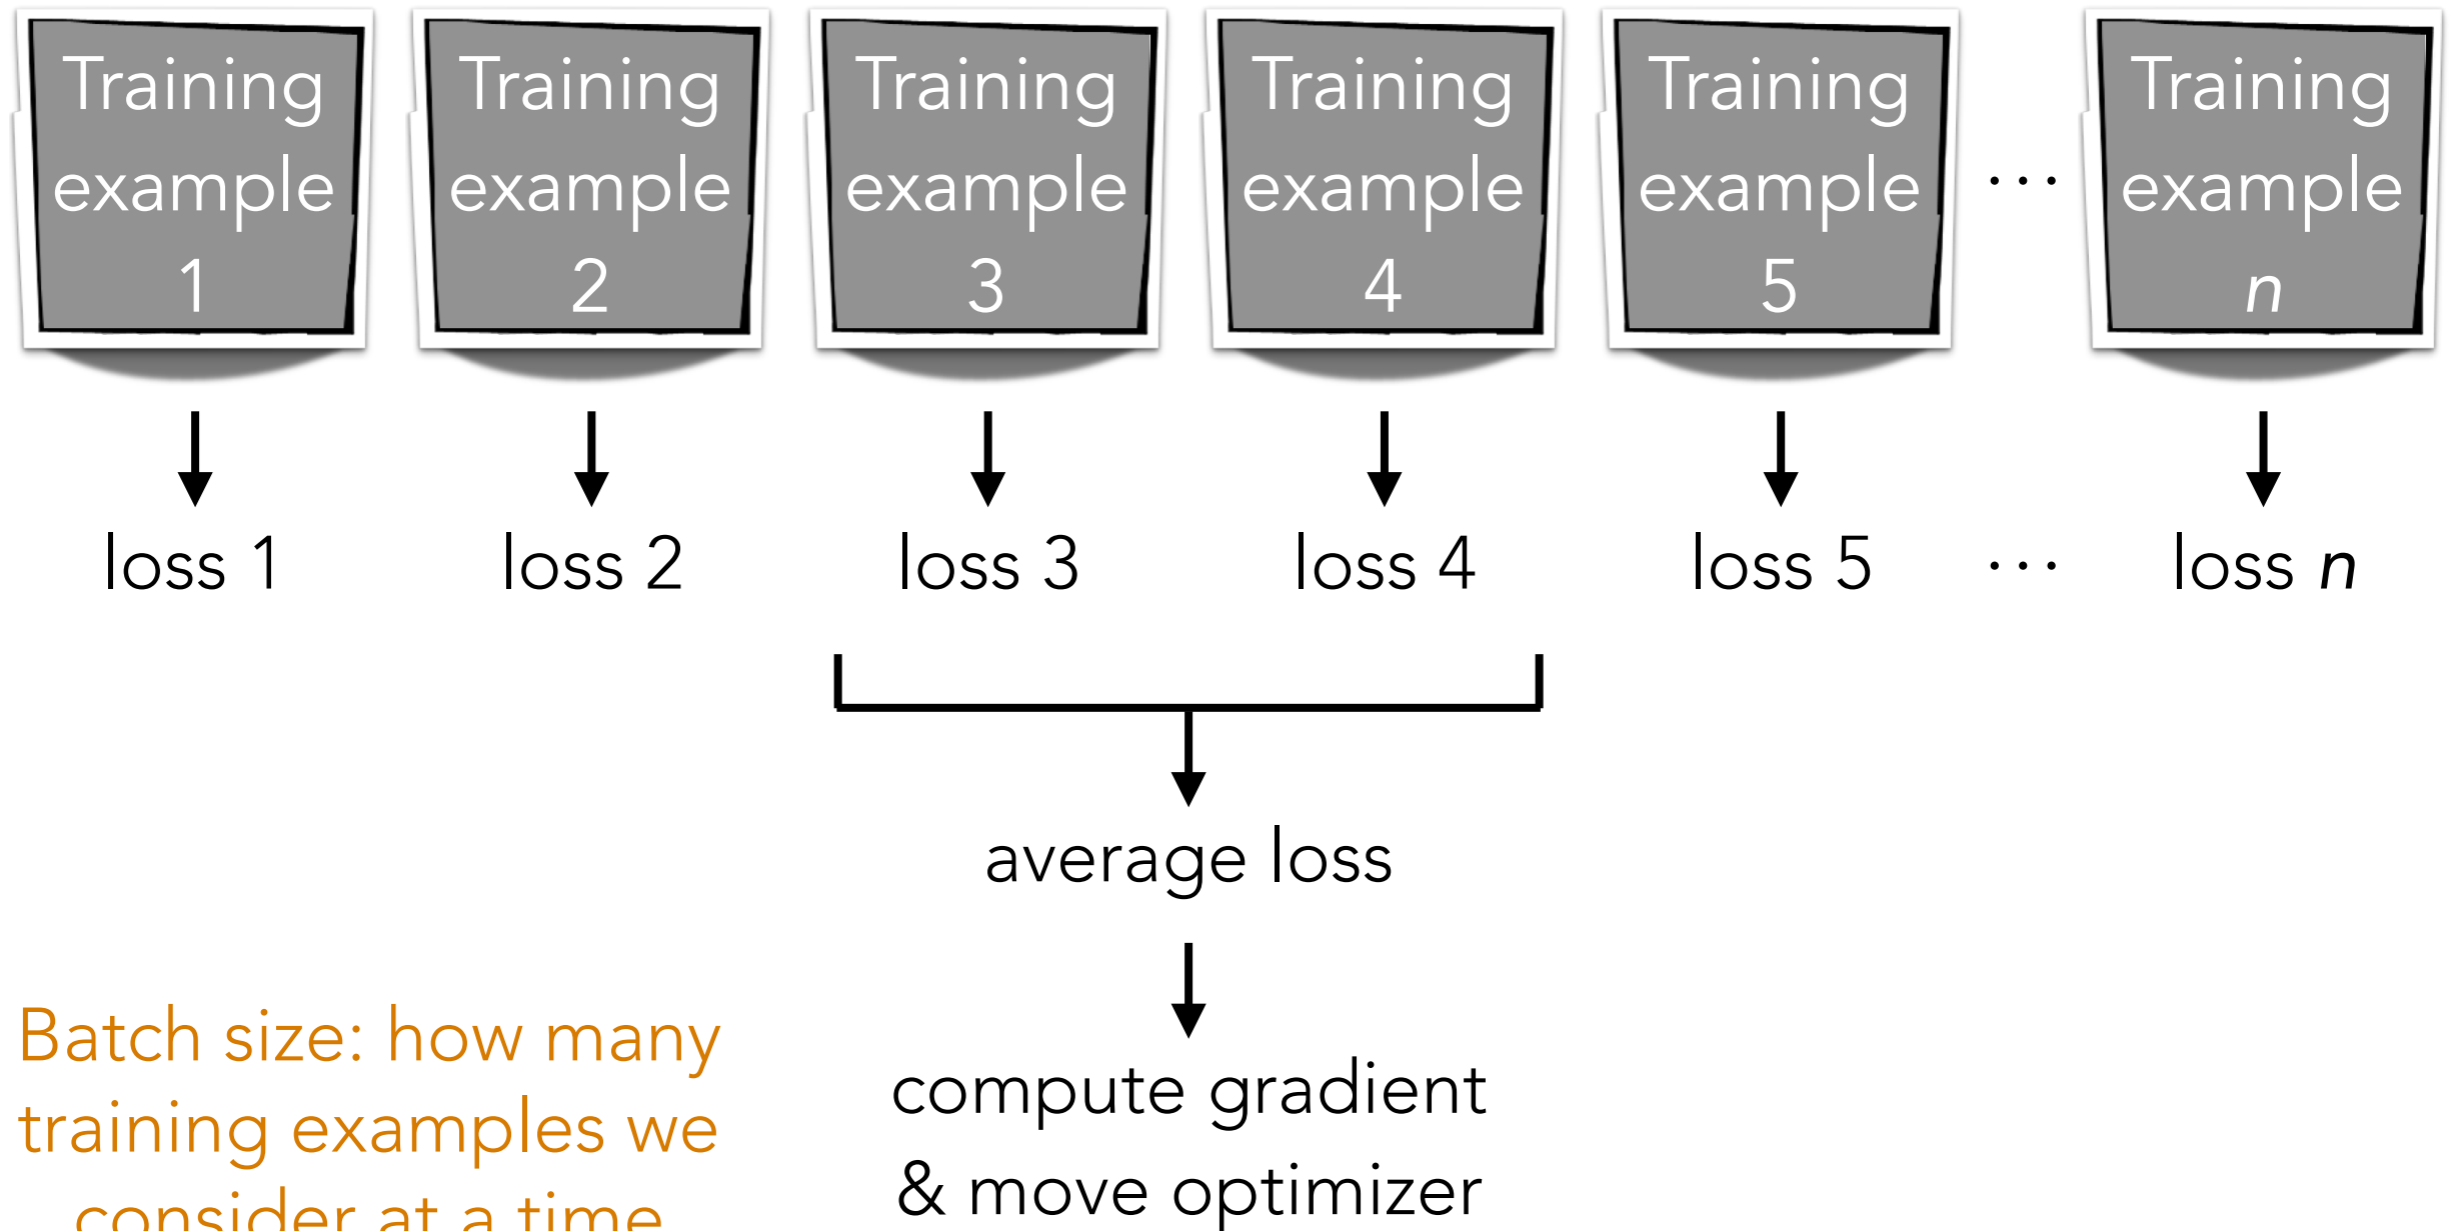 Training
example
1
Training
example
2
Training
example
3
Training
example
4
Training
example
5
...
Training
example
n
loss 1
loss 2
loss 3
loss 4
loss 5
...
loss n
average loss
compute gradient
& move optimizer
Batch size: how many
training examples we
consider at a time